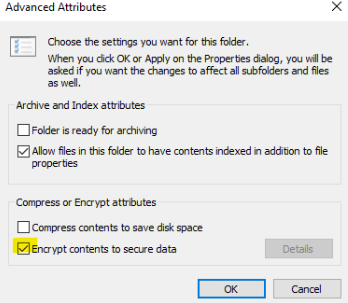 Advanced Attributes
Choose the settings you want for this folder.
When you click OK or Apply on the Properties dialog, you will be
asked if you want the changes to affect all subfolders and files
as well.
Archive and Index attributes
Folder is ready for archiving
Allow files in this folder to have contents indexed in addition to file
properties
Compress or Encrypt attributes
Compress contents to save disk space
Encrypt contents to secure data
Details
OK
Cancel